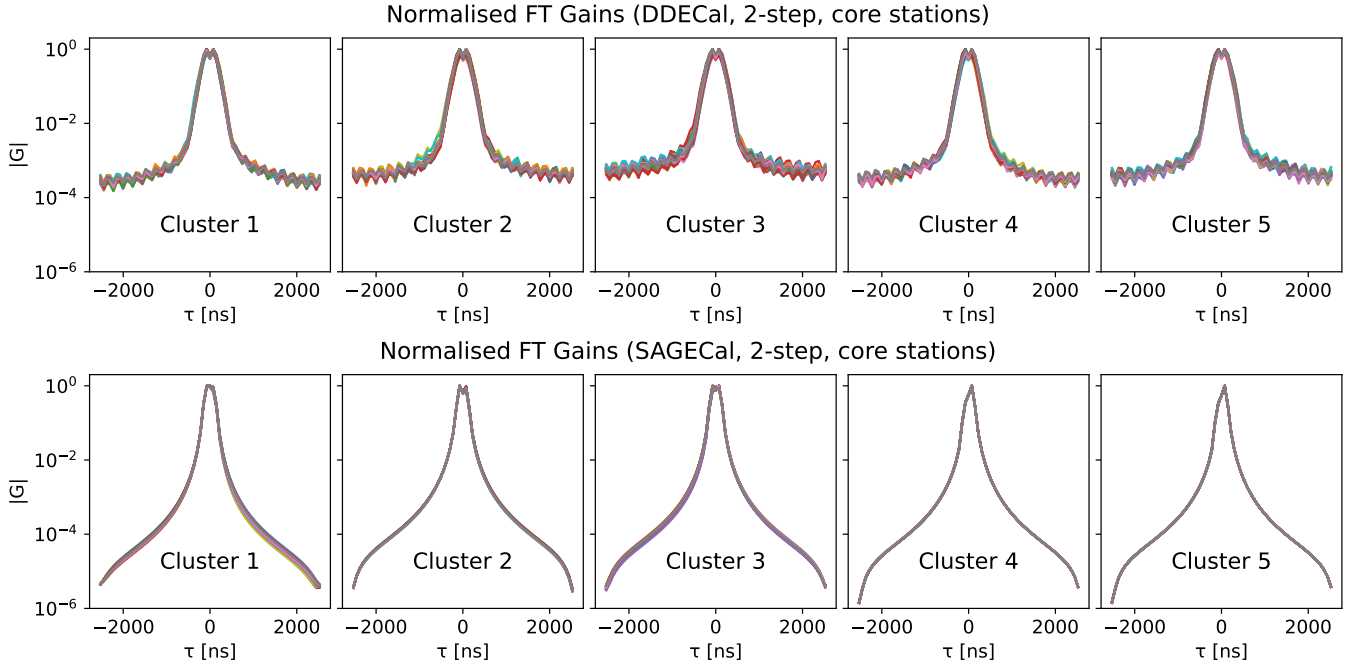 Normalised FT Gains (DDECal, 2-step, core stations)
10⁰
10⁻²
10⁻⁴
10⁻⁶
|G|
Cluster 1 Cluster 2 Cluster 3 Cluster 4 Cluster 5
−2000 0 2000 −2000 0 2000 −2000 0 2000 −2000 0 2000 −2000 0 2000
τ [ns] τ [ns] τ [ns] τ [ns] τ [ns]
Normalised FT Gains (SAGECal, 2-step, core stations)
10⁰
10⁻²
10⁻⁴
10⁻⁶
|G|
Cluster 1 Cluster 2 Cluster 3 Cluster 4 Cluster 5
−2000 0 2000 −2000 0 2000 −2000 0 2000 −2000 0 2000 −2000 0 2000
τ [ns] τ [ns] τ [ns] τ [ns] τ [ns]